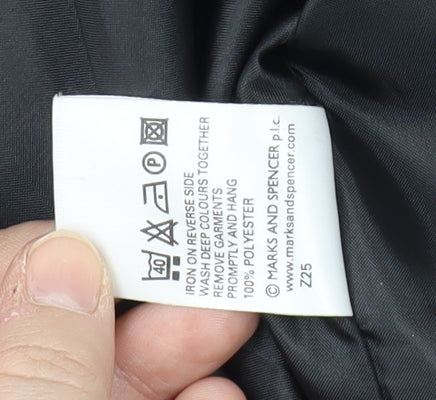 40
P
IRON ON REVERSE SIDE
WASH DEEP COLOURS TOGETHER
REMOVE GARMENTS
PROMPTLY AND HANG
100% POLYESTER
© MARKS AND SPENCER p.l.c.
www.marksandspencer.com
Z25